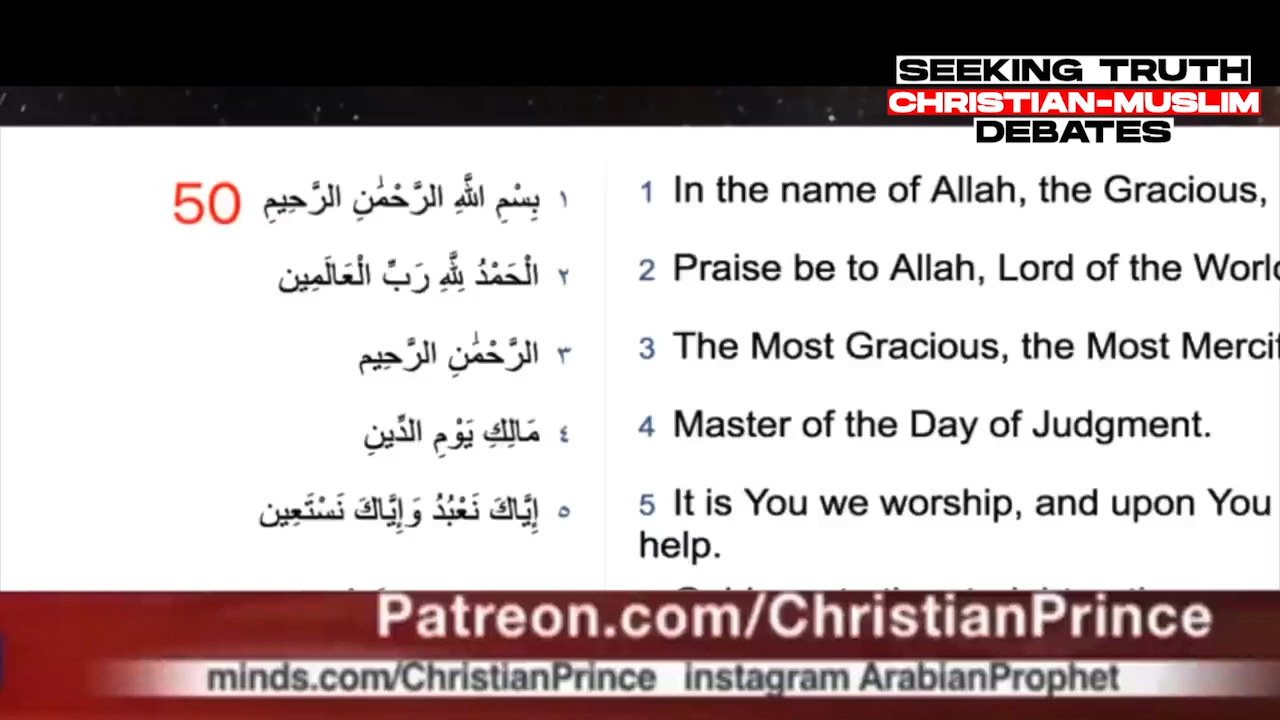 SEEKING TRUTH
CHRISTIAN-MUSLIM
DEBATES
50 بِسْمِ اللَّهِ الرَّحْمَٰنِ الرَّحِيمِ ١
1 In the name of Allah, the Gracious,
الْحَمْدُ لِلَّهِ رَبِّ الْعَالَمِين ٢
2 Praise be to Allah, Lord of the
الرَّحْمَٰنِ الرَّحِيم ٣
3 The Most Gracious, the Most
مَالِكِ يَوْمِ الدِّينِ ٤
4 Master of the Day of Judgment.
إِيَّاكَ نَعْبُدُ وَإِيَّاكَ نَسْتَعِين ٥
5 It is You we worship, and upon You
help.
Patreon.com/ChristianPrince
minds.com/ChristianPrince instagram ArabianProphet